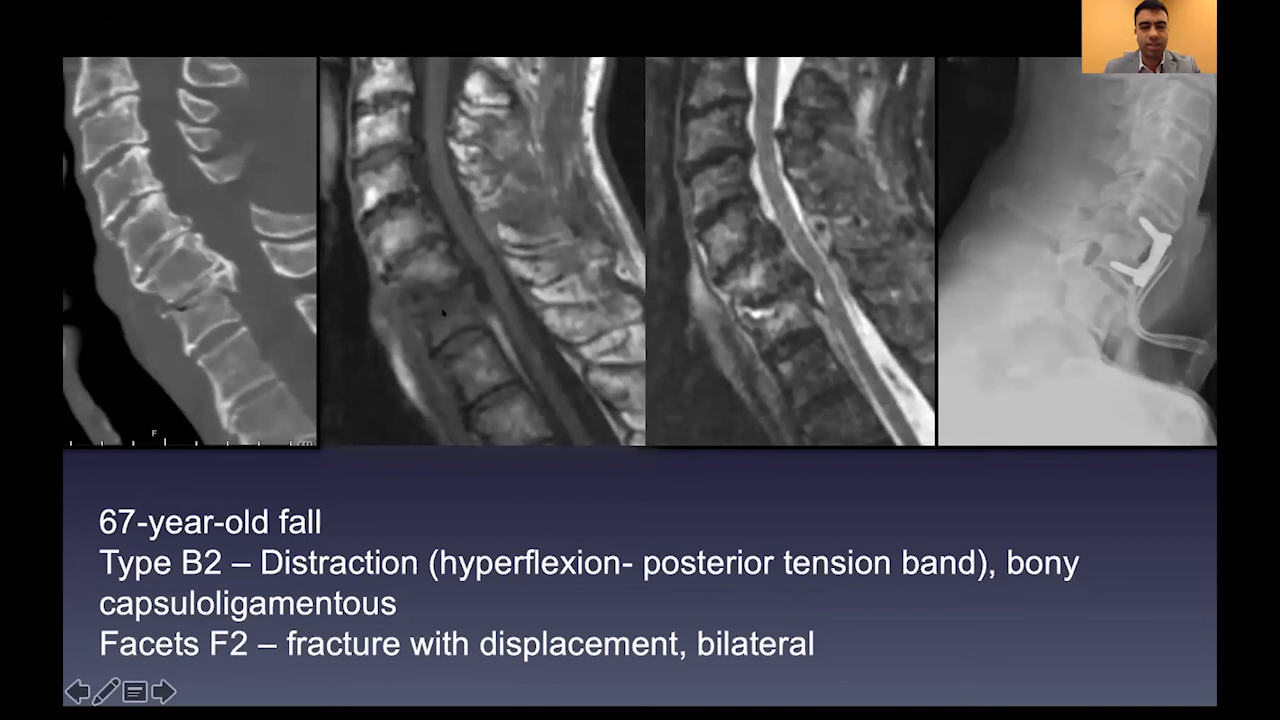 F
cm
67-year-old fall
Type B2 – Distraction (hyperflexion- posterior tension band), bony
capsuloligamentous
Facets F2 – fracture with displacement, bilateral